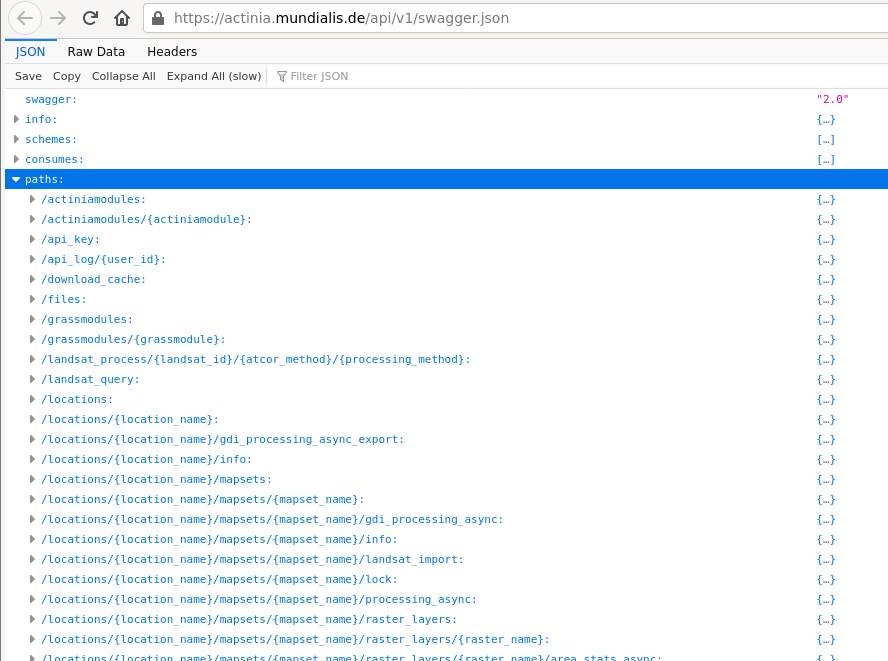 https://actinia.mundialis.de/api/v1/swagger.json
JSON Raw Data Headers
Save Copy Collapse All Expand All (slow) Filter JSON
swagger: "2.0"
info: {…}
schemes: […]
consumes: […]
paths:
/actiniamodules: {…}
/actiniamodules/{actiniamodule}: {…}
/api_key: {…}
/api_log/{user_id}: {…}
/download_cache: {…}
/files: {…}
/grassmodules: {…}
/grassmodules/{grassmodule}: {…}
/landsat_process/{landsat_id}/{atcor_method}/{processing_method}: {…}
/landsat_query: {…}
/locations: {…}
/locations/{location_name}: {…}
/locations/{location_name}/gdi_processing_async_export: {…}
/locations/{location_name}/info: {…}
/locations/{location_name}/mapsets: {…}
/locations/{location_name}/mapsets/{mapset_name}: {…}
/locations/{location_name}/mapsets/{mapset_name}/gdi_processing_async: {…}
/locations/{location_name}/mapsets/{mapset_name}/info: {…}
/locations/{location_name}/mapsets/{mapset_name}/landsat_import: {…}
/locations/{location_name}/mapsets/{mapset_name}/lock: {…}
/locations/{location_name}/mapsets/{mapset_name}/processing_async: {…}
/locations/{location_name}/mapsets/{mapset_name}/raster_layers: {…}
/locations/{location_name}/mapsets/{mapset_name}/raster_layers/{raster_name}: {…}
/locations/{location_name}/mapsets/{mapset_name}/raster_layers/{raster_name}/area_stats_async: {…}